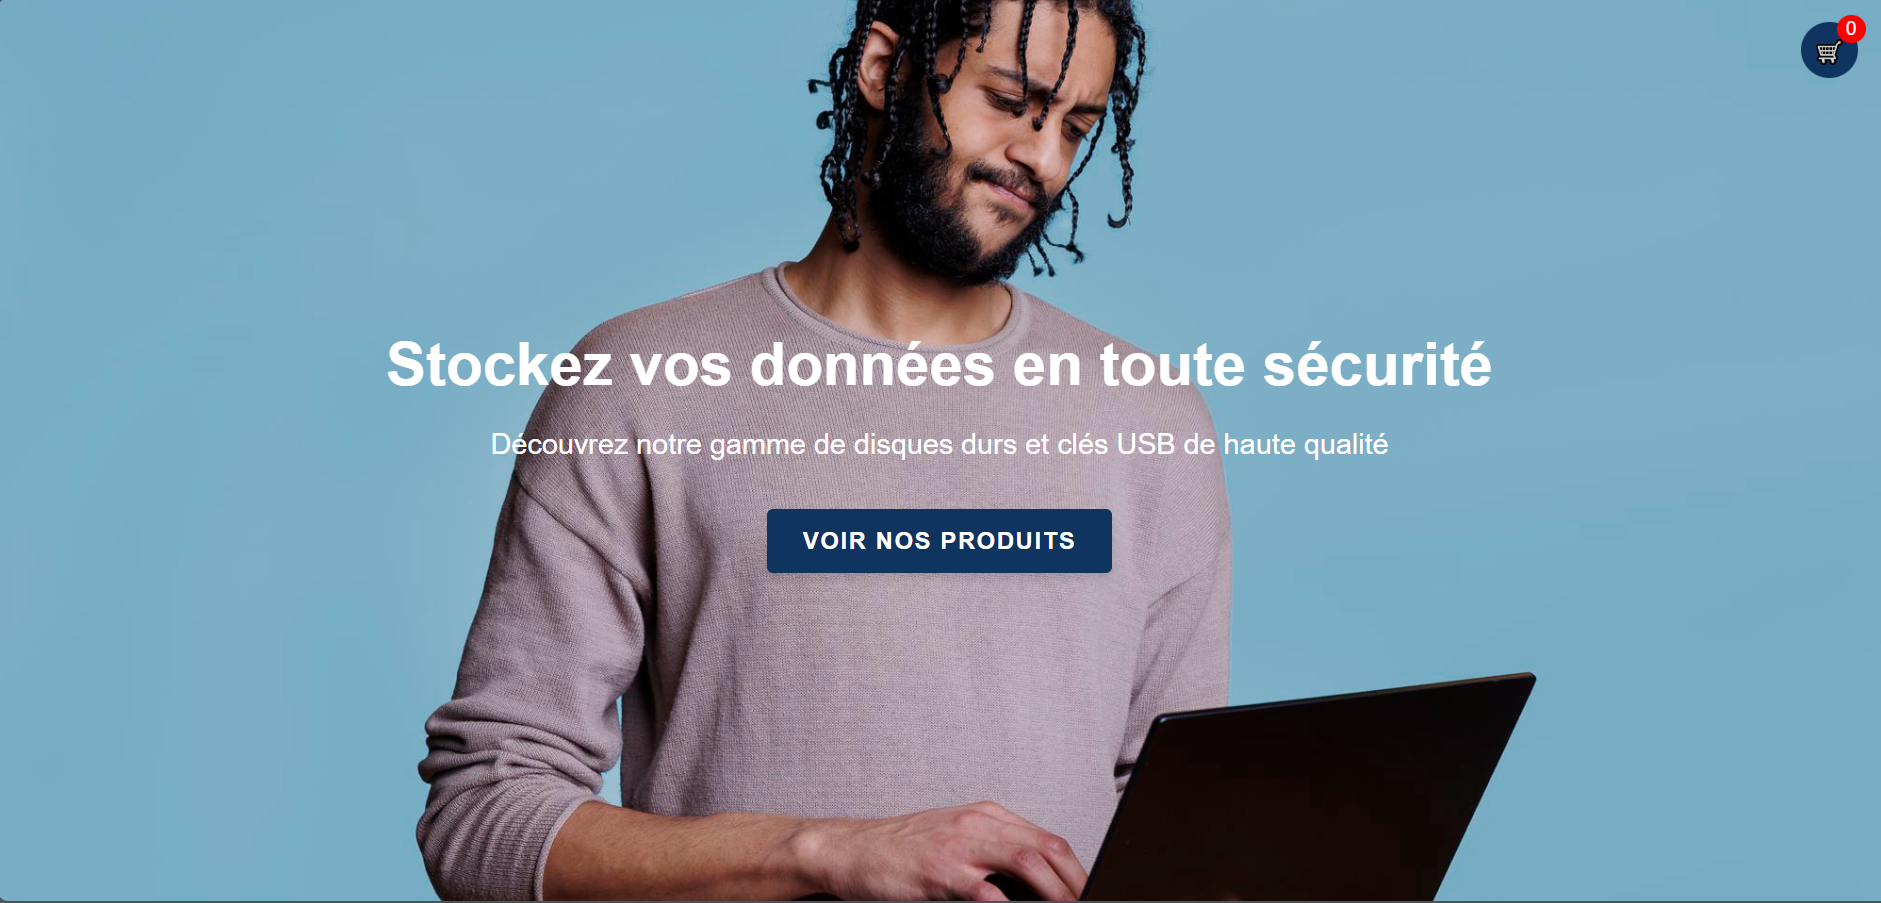 0
Stockez vos données en toute sécurité
Découvrez notre gamme de disques durs et clés USB de haute qualité
VOIR NOS PRODUITS